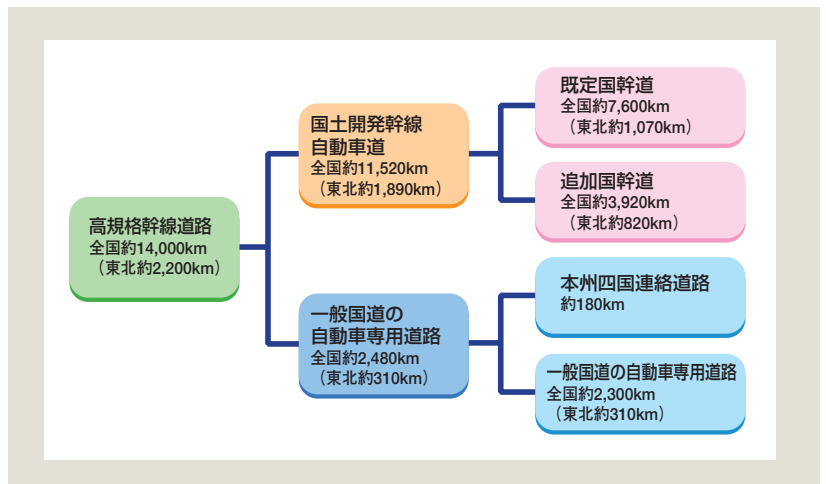 高規格幹線道路
全国約14,000km
（東北約2,200km）
国土開発幹線
自動車道
全国約11,520km
（東北約1,890km）
既定国幹道
全国約7,600km
（東北約1,070km）
追加国幹道
全国約3,920km
（東北約820km）
一般国道の
自動車専用道路
全国約2,480km
（東北約310km）
本州四国連絡道路
約180km
一般国道の自動車専用道路
全国約2,300km
（東北約310km）